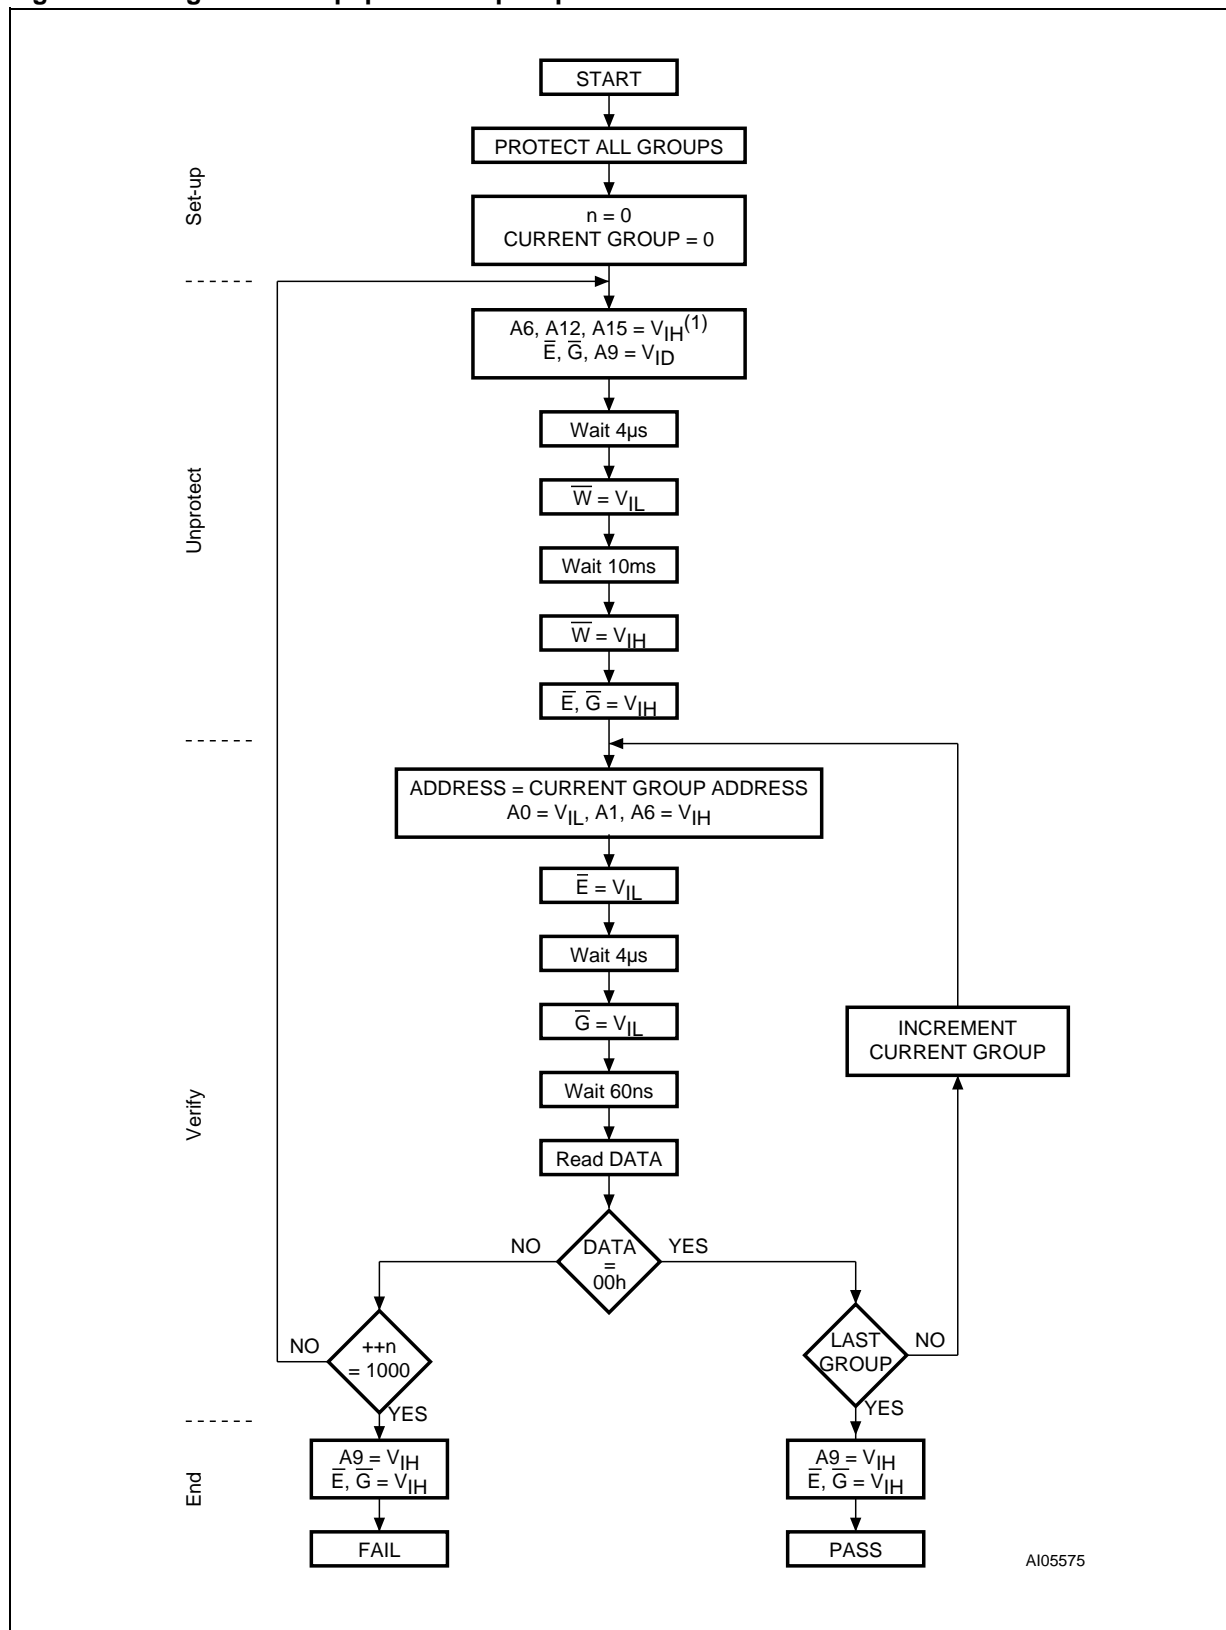 START
PROTECT ALL GROUPS
Set-up
n = 0
CURRENT GROUP = 0
A6, A12, A15 = VIH(1)
E̅, G̅, A9 = VID
Wait 4µs
Unprotect
W̅ = VIL
Wait 10ms
W̅ = VIH
E̅, G̅ = VIH
ADDRESS = CURRENT GROUP ADDRESS
A0 = VIL, A1, A6 = VIH
E̅ = VIL
Wait 4µs
G̅ = VIL
INCREMENT
CURRENT GROUP
Wait 60ns
Verify
Read DATA
NO
DATA
=
00h
YES
NO
++n
= 1000
YES
LAST
GROUP
NO
YES
End
A9 = VIH
E̅, G̅ = VIH
FAIL
A9 = VIH
E̅, G̅ = VIH
PASS
AI05575